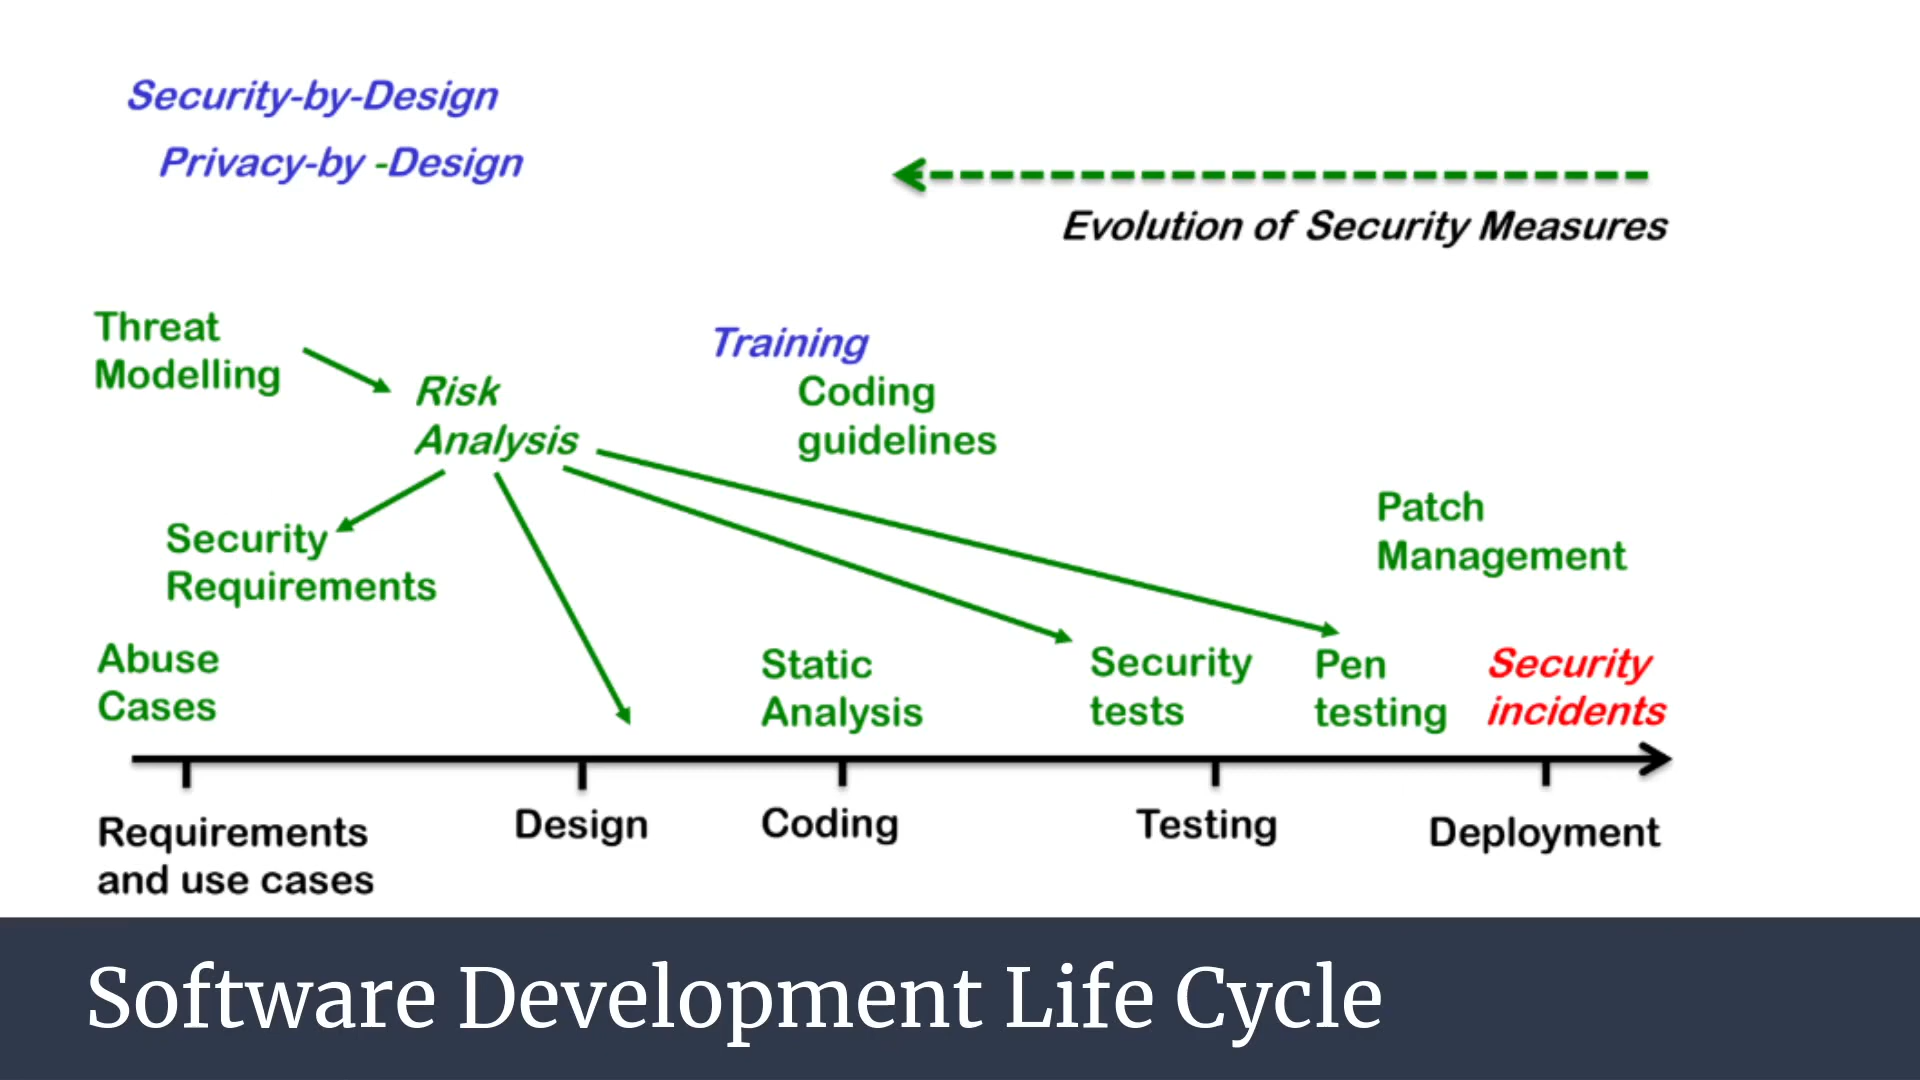 Security-by-Design
Privacy-by -Design
Evolution of Security Measures
Threat
Modelling
Risk
Analysis
Training
Coding
guidelines
Security
Requirements
Patch
Management
Abuse
Cases
Static
Analysis
Security
tests
Pen
testing
Security
incidents
Requirements
and use cases
Design
Coding
Testing
Deployment
Software Development Life Cycle